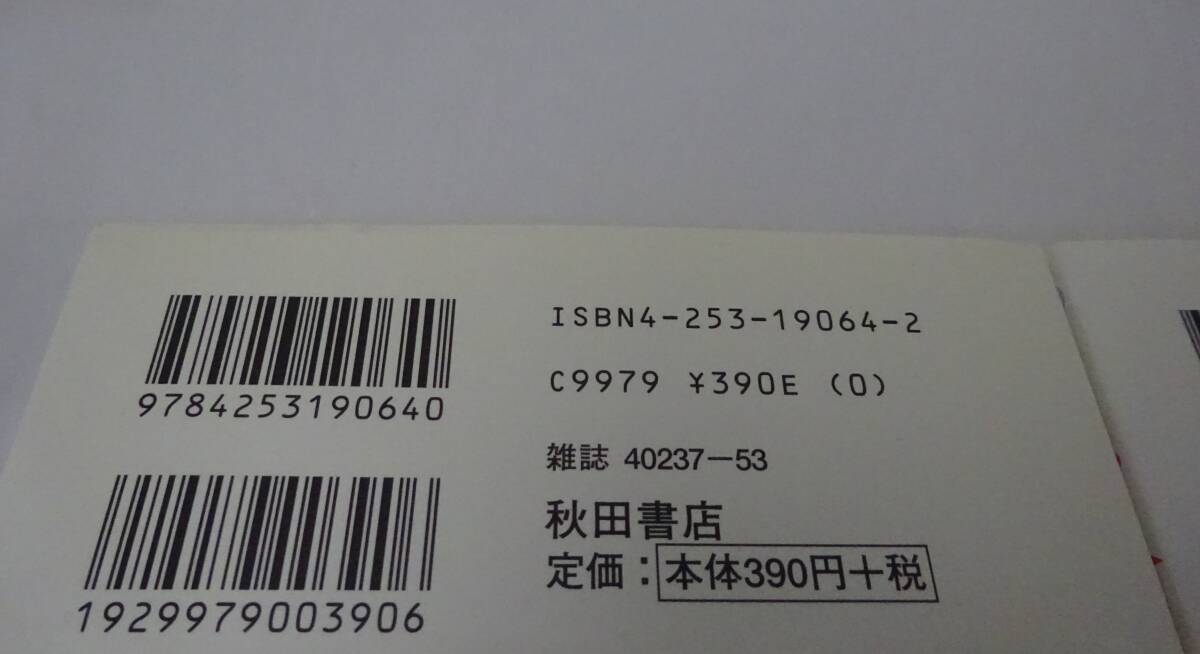 9784253190640
1929979003906
ISBN4-253-19064-2
C9979 ¥390E (0)
雑誌 40237-53
秋田書店
定価：本体390円+税